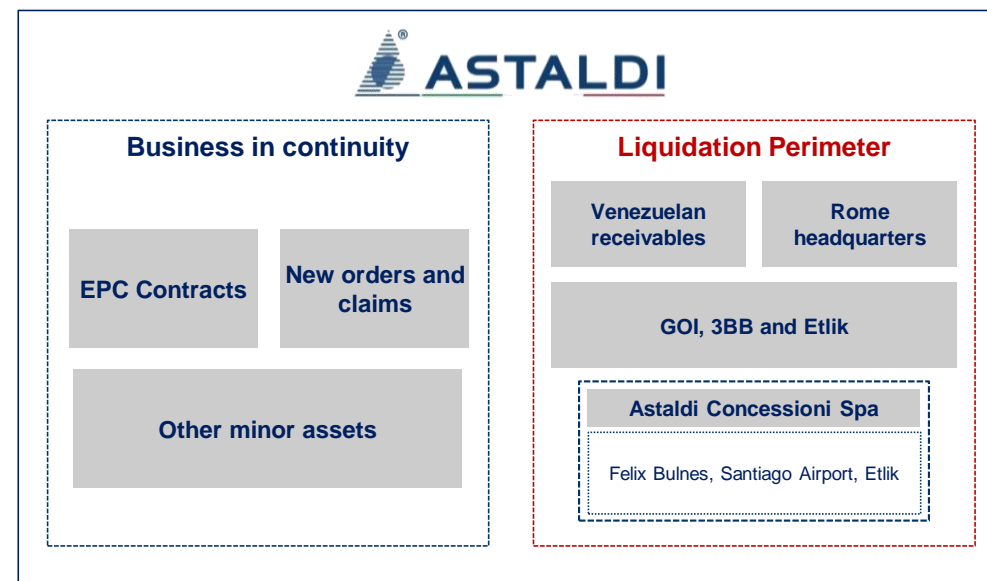 ®
ASTALDI
Business in continuity
EPC Contracts
New orders and
claims
Other minor assets
Liquidation Perimeter
Venezuelan
receivables
Rome
headquarters
GOI, 3BB and Etlik
Astaldi Concessioni Spa
Felix Bulnes, Santiago Airport, Etlik